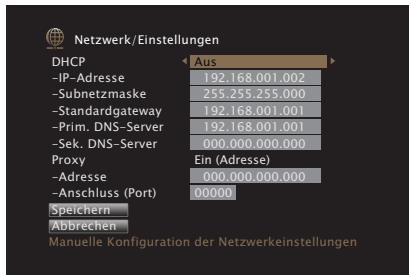 Netzwerk/Einstellungen
DHCP Aus
-IP-Adresse 192.168.001.002
-Subnetzmaske 255.255.255.000
-Standardgateway 192.168.001.001
-Prim. DNS-Server 192.168.001.001
-Sek. DNS-Server 000.000.000.000
Proxy Ein (Adresse)
-Adresse 000.000.000.000
-Anschluss (Port) 00000
Speichern
Abbrechen
Manuelle Konfiguration der Netzwerkeinstellungen